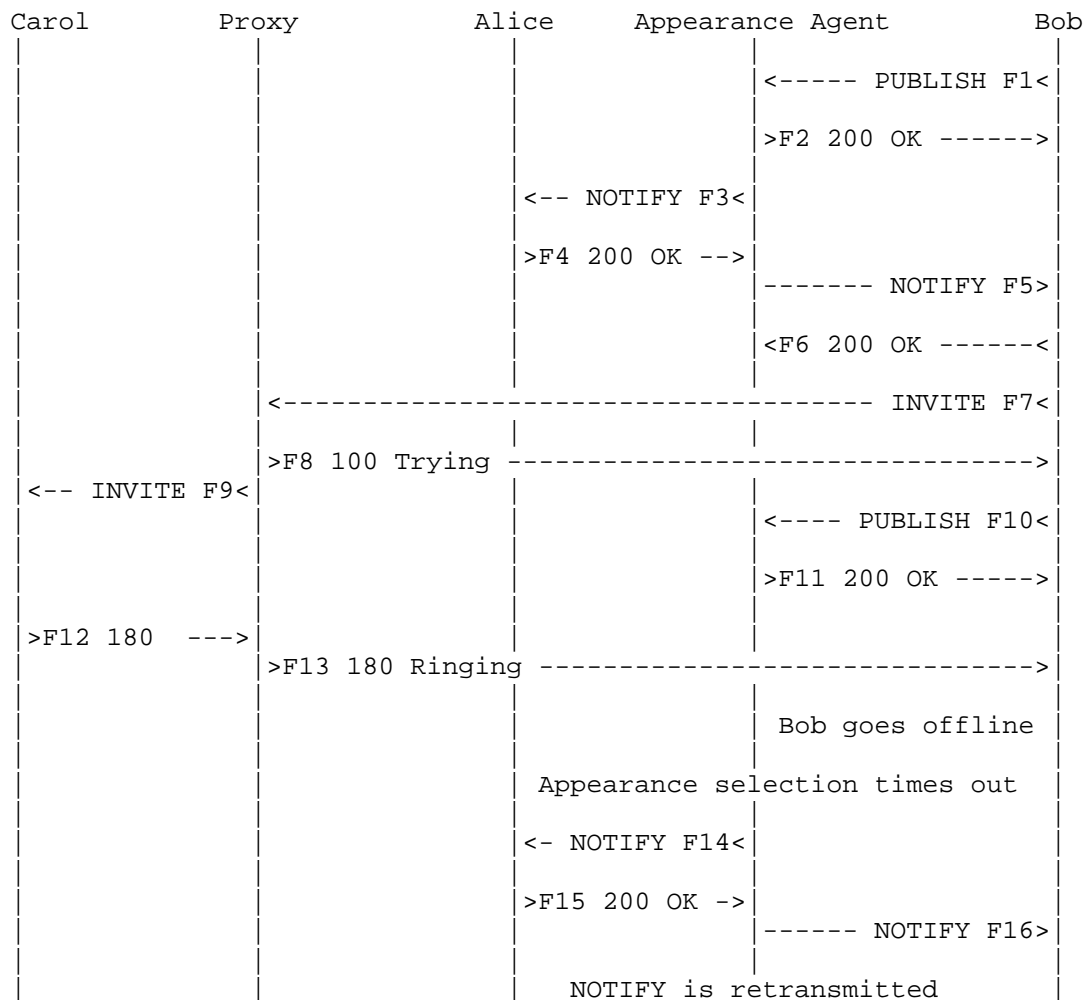 Carol Proxy Alice Appearance Agent Bob
| | | | |
| | | |<----- PUBLISH F1<|
| | | | |
| | | |>F2 200 OK ------>|
| | | | |
| | |<-- NOTIFY F3<| |
| | | | |
| | |>F4 200 OK -->| |
| | | |------- NOTIFY F5>|
| | | | |
| | | |<F6 200 OK ------<|
| | | | |
| |<------------------------------------- INVITE F7<|
| | | | |
| |>F8 100 Trying --------------------------------->|
|<-- INVITE F9<| | | |
| | | |<---- PUBLISH F10<|
| | | | |
| | | |>F11 200 OK ----->|
| | | | |
|>F12 180 --->| | | |
| |>F13 180 Ringing ------------------------------->|
| | | | |
| | | | Bob goes offline |
| | | | |
| | | Appearance selection times out |
| | | | |
| | |<- NOTIFY F14<| |
| | | | |
| | |>F15 200 OK ->| |
| | | |------ NOTIFY F16>|
| | | | |
| | | NOTIFY is retransmitted |